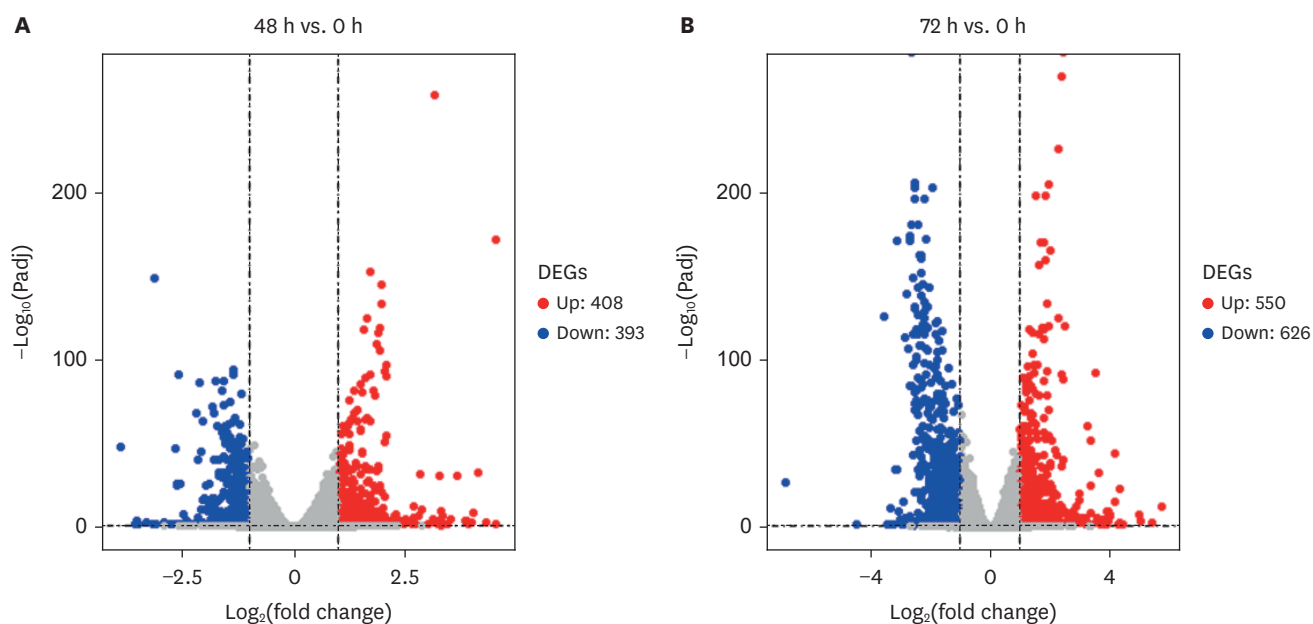 A
48 h vs. 0 h
−Log₁₀(Padj)
200
100
0
−2.5
0
2.5
Log₂(fold change)
DEGs
Up: 408
Down: 393
B
72 h vs. 0 h
−Log₁₀(Padj)
200
100
0
−4
0
4
Log₂(fold change)
DEGs
Up: 550
Down: 626